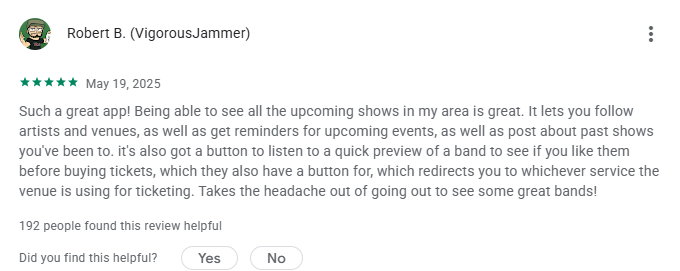 Robert B. (VigorousJammer)
May 19, 2025
Such a great app! Being able to see all the upcoming shows in my area is great. It lets you follow
artists and venues, as well as get reminders for upcoming events, as well as post about past shows
you've been to. it's also got a button to listen to a quick preview of a band to see if you like them
before buying tickets, which they also have a button for, which redirects you to whichever service the
venue is using for ticketing. Takes the headache out of going out to see some great bands!
192 people found this review helpful
Did you find this helpful? Yes No